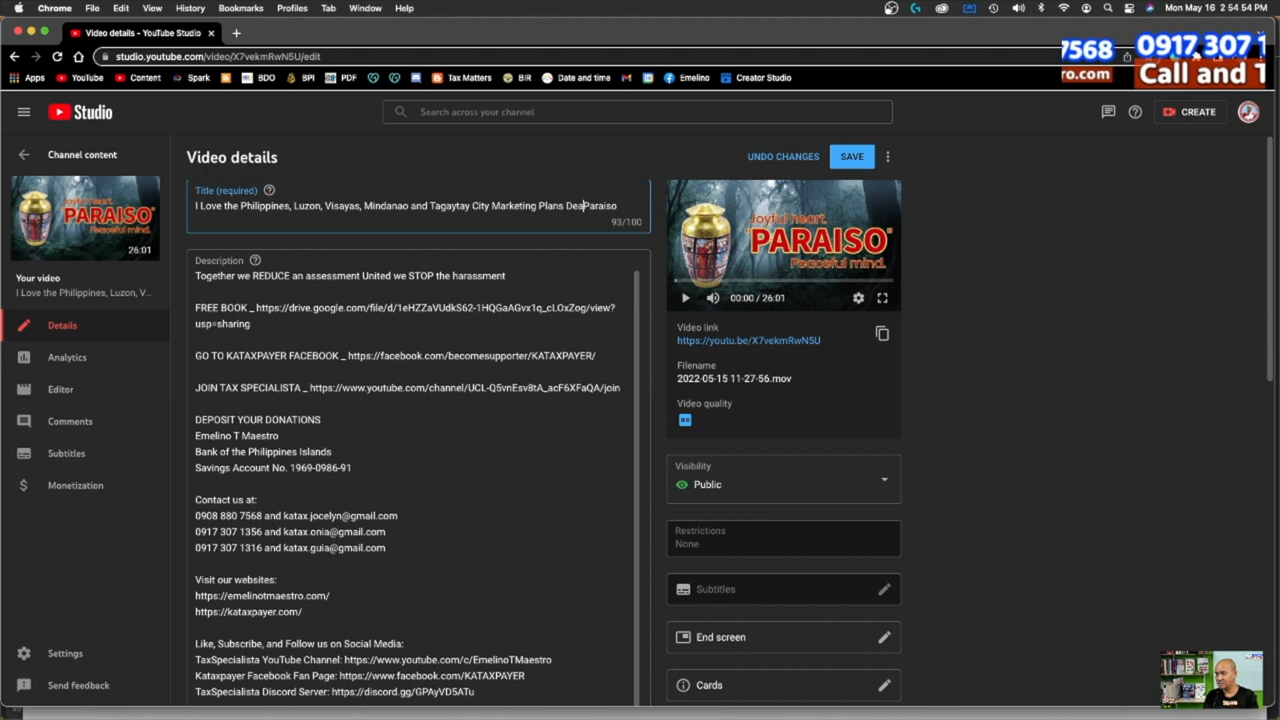 Chrome File Edit View History Bookmarks Profiles Tab Window Help Mon May 16 2:54:54 PM
Video details - YouTube Studio
studio.youtube.com/video/X7vekmRwN5U/edit
7568 0917 307 1
ro.com Call and T
Apps YouTube Content Spark BDO BPI PDF Tax Matters BIR Date and time Emelino Creator Studio
Studio
Search across your channel
CREATE
Channel content
Joyful heart.
"PARAISO"
Peaceful mind.
26:01
Your video
I Love the Philippines, Luzon, V...
Details
Analytics
Editor
Comments
Subtitles
Monetization
Settings
Send feedback
Video details
UNDO CHANGES
SAVE
Title (required)
I Love the Philippines, Luzon, Visayas, Mindanao and Tagaytay City Marketing Plans DeaParaiso
93/100
Description
Together we REDUCE an assessment United we STOP the harassment
FREE BOOK _ https://drive.google.com/file/d/1eHZZaVUdkS62-1HQGaAGvx1q_cLOxZog/view?
usp=sharing
GO TO KATAXPAYER FACEBOOK _ https://facebook.com/becomesupporter/KATAXPAYER/
JOIN TAX SPECIALISTA _ https://www.youtube.com/channel/UCL-Q5vnEsv8tA_acF6XFaQA/join
DEPOSIT YOUR DONATIONS
Emelino T Maestro
Bank of the Philippines Islands
Savings Account No. 1969-0986-91
Contact us at:
0908 880 7568 and katax.jocelyn@gmail.com
0917 307 1356 and katax.onia@gmail.com
0917 307 1316 and katax.guia@gmail.com
Visit our websites:
https://emelinotmaestro.com/
https://kataxpayer.com/
Like, Subscribe, and Follow us on Social Media:
TaxSpecialista YouTube Channel: https://www.youtube.com/c/EmelinoTMaestro
Kataxpayer Facebook Fan Page: https://www.facebook.com/KATAXPAYER
TaxSpecialista Discord Server: https://discord.gg/GPAyVD5ATu
Joyful heart.
"PARAISO"
Peaceful mind.
00:00 / 26:01
Video link
https://youtu.be/X7vekmRwN5U
Filename
2022-05-15 11-27-56.mov
Video quality
Visibility
Public
Restrictions
None
Subtitles
End screen
Cards